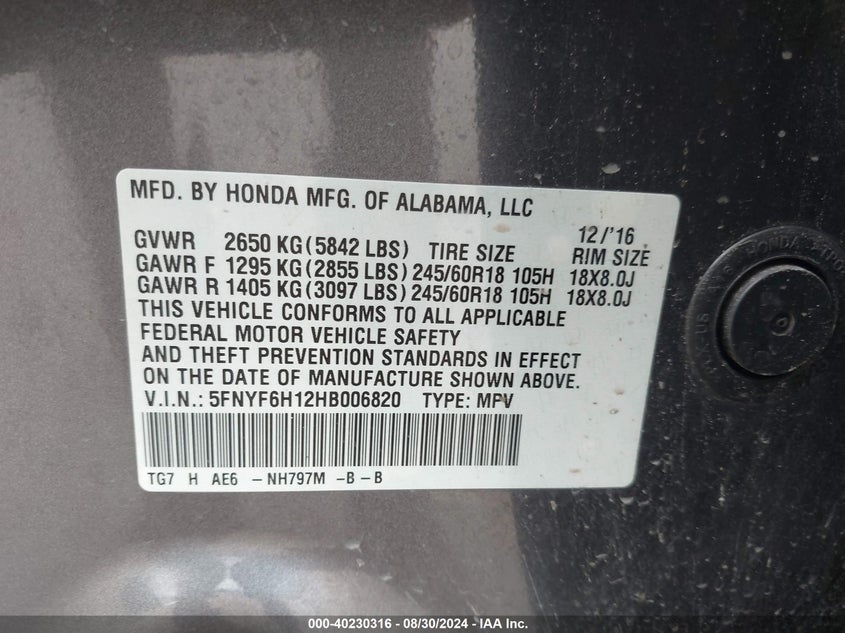 MFD. BY HONDA MFG. OF ALABAMA, LLC
12/'16
GVWR 2650 KG (5842 LBS) TIRE SIZE RIM SIZE
GAWR F 1295 KG (2855 LBS) 245/60R18 105H 18X8.0J
GAWR R 1405 KG (3097 LBS) 245/60R18 105H 18X8.0J
THIS VEHICLE CONFORMS TO ALL APPLICABLE
FEDERAL MOTOR VEHICLE SAFETY
AND THEFT PREVENTION STANDARDS IN EFFECT
ON THE DATE OF MANUFACTURE SHOWN ABOVE.
V.I.N.: 5FNYF6H12HB006820 TYPE: MPV
TG7 H AE6 -NH797M -B-B
HONDA
000-40230316 - 08/30/2024 - IAA Inc.